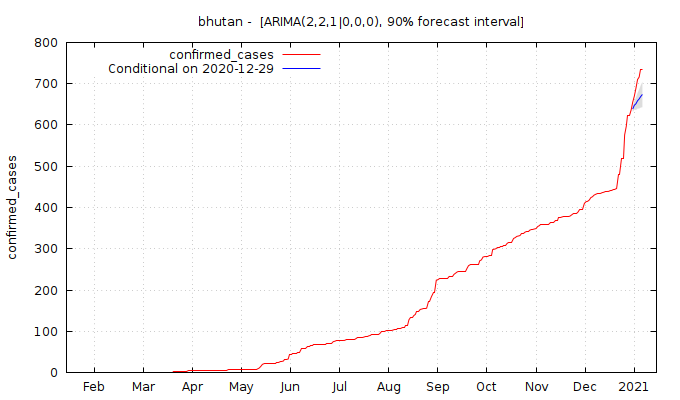 bhutan -  [ARIMA(2,2,1|0,0,0), 90% forecast interval]
confirmed_cases
Conditional on 2020-12-29
800
700
600
500
400
300
200
100
0
confirmed_cases
Feb Mar Apr May Jun Jul Aug Sep Oct Nov Dec 2021